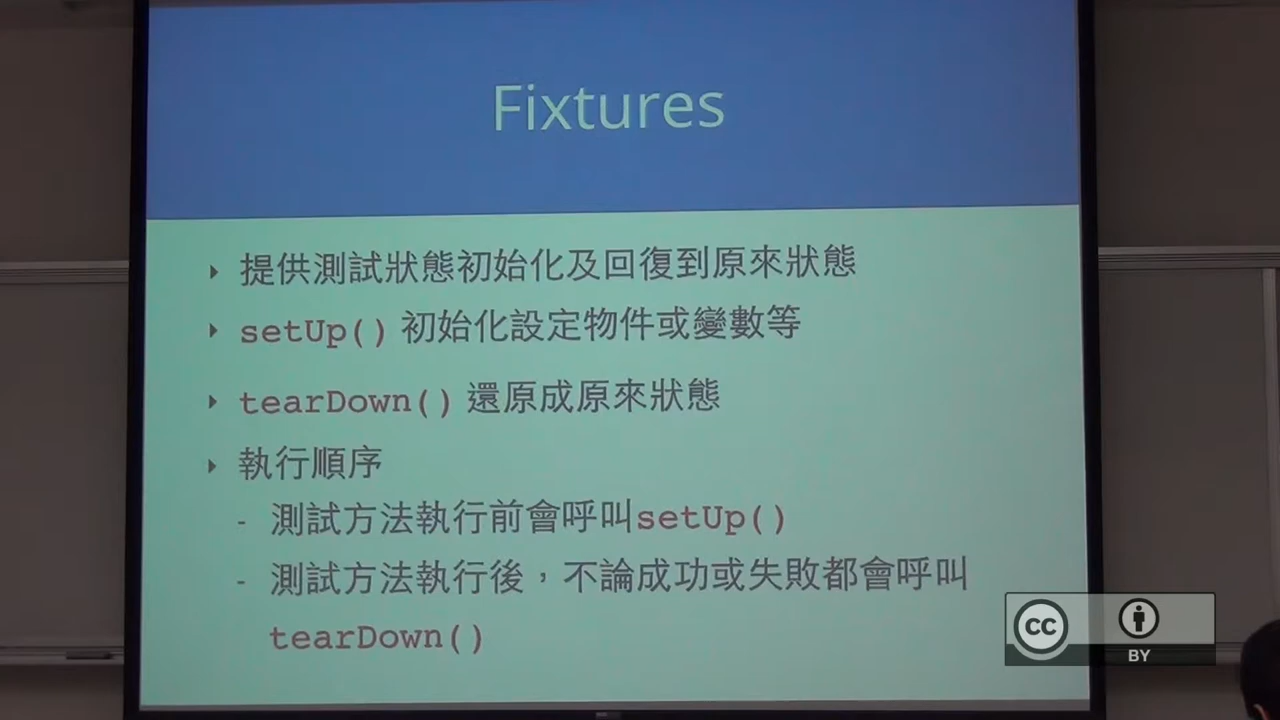 Fixtures
提供測試狀態初始化及回復到原來狀態
setUp() 初始化設定物件或變數等
tearDown() 還原成原來狀態
執行順序
- 測試方法執行前會呼叫setUp()
- 測試方法執行後，不論成功或失敗都會呼叫
tearDown()
CC
BY